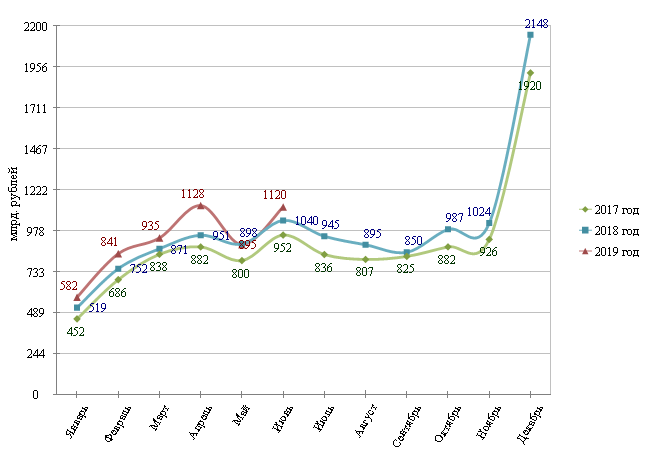 2200
1956
1711
1467
1222
978
733
489
244
0
млрд. рублей
2148
1920
1128
1120
935
841
582
519
452
752
686
871
838
951
882
898
895
800
1040
952
945
836
895
807
850
825
987
882
1024
926
2017 год
2018 год
2019 год
Январь
Февраль
Март
Апрель
Май
Июнь
Июль
Август
Сентябрь
Октябрь
Ноябрь
Декабрь